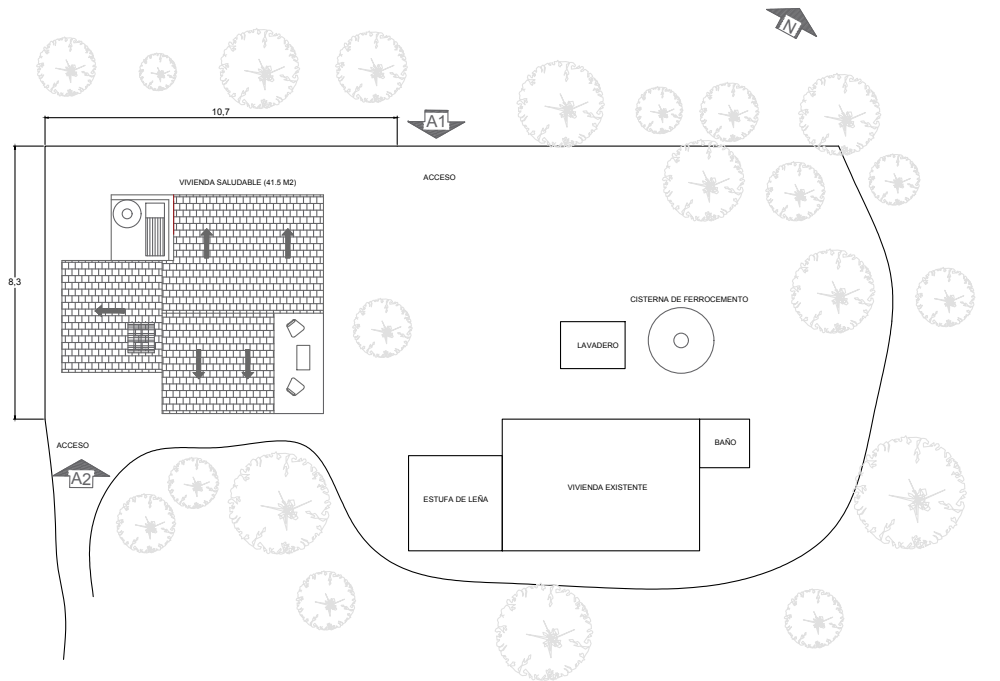 N
10,7
A1
ACCESO
VIVIENDA SALUDABLE (41.5 M2)
8,3
CISTERNA DE FERROCEMENTO
LAVADERO
ACCESO
A2
BAÑO
ESTUFA DE LEÑA
VIVIENDA EXISTENTE